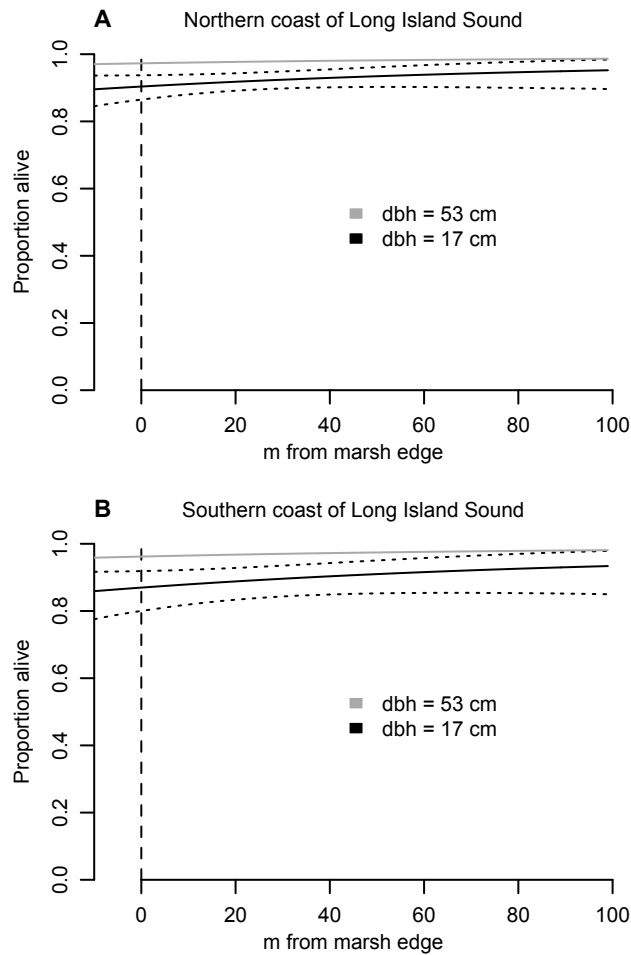 A Northern coast of Long Island Sound
Proportion alive
1.0
0.8
0.6
0.4
0.2
0.0
dbh = 53 cm
dbh = 17 cm
0 20 40 60 80 100
m from marsh edge
B Southern coast of Long Island Sound
Proportion alive
1.0
0.8
0.6
0.4
0.2
0.0
dbh = 53 cm
dbh = 17 cm
0 20 40 60 80 100
m from marsh edge